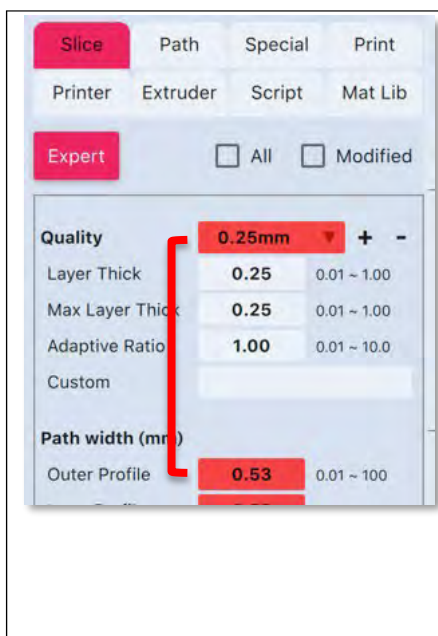 Slice Path Special Print
Printer Extruder Script Mat Lib
Expert All Modified
Quality 0.25mm + -
Layer Thick 0.25 0.01 ~ 1.00
Max Layer Thick 0.25 0.01 ~ 1.00
Adaptive Ratio 1.00 0.01 ~ 10.0
Custom
Path width (mm)
Outer Profile 0.53 0.01 ~ 100